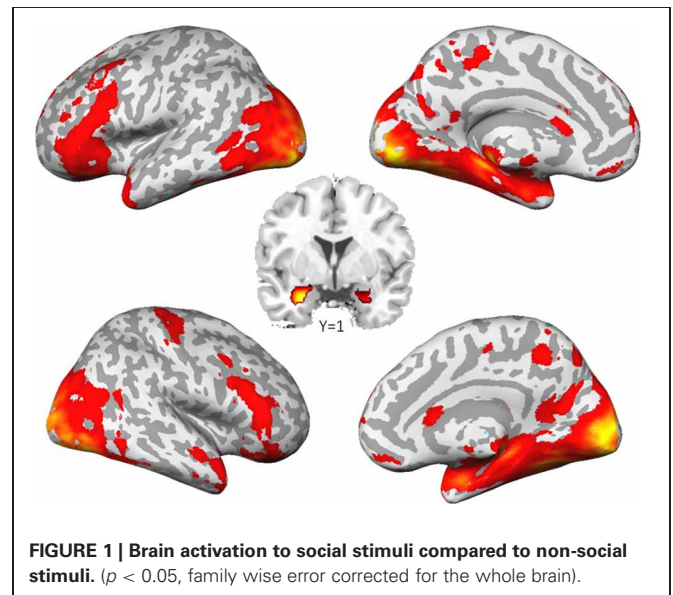 Y=1
FIGURE 1 | Brain activation to social stimuli compared to non-social
stimuli. (p < 0.05, family wise error corrected for the whole brain).